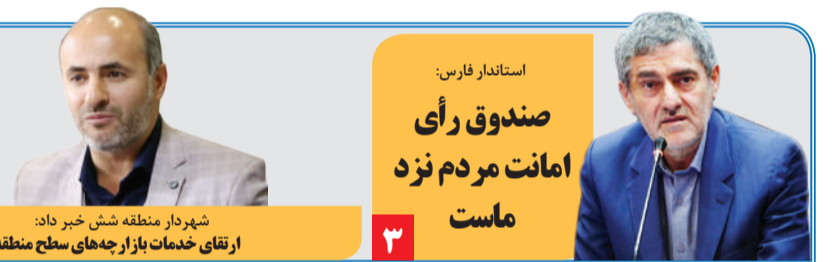 استاندار فارس:
صندوق رأی
امانت مردم نزد
ماست
۳
شهردار منطقه شش خبر داد:
ارتقای خدمات بازارچه‌های سطح منطقه